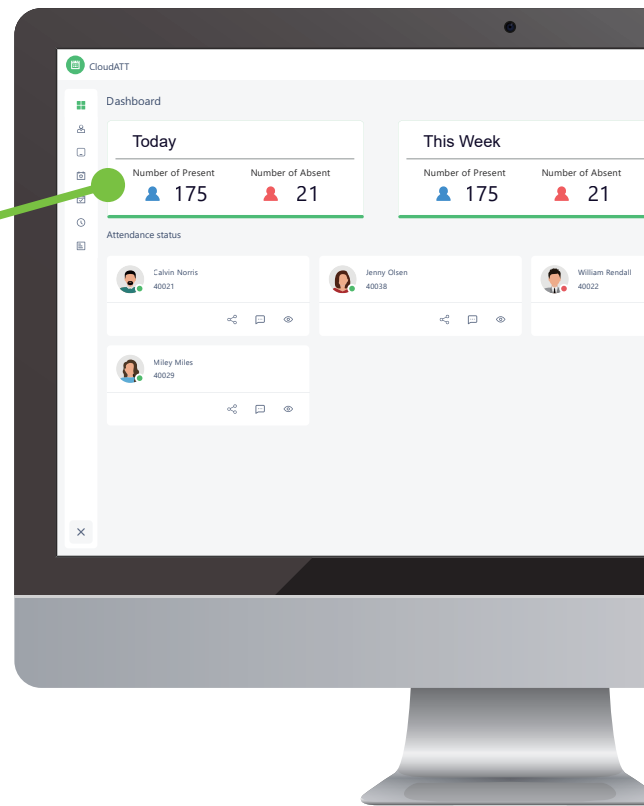 CloudATT
Dashboard
Today
Number of Present
Number of Absent
175
21
This Week
Number of Present
Number of Absent
175
21
Attendance status
Calvin Norris
40021
Jenny Olsen
40038
William Rendall
40022
Miley Miles
40029